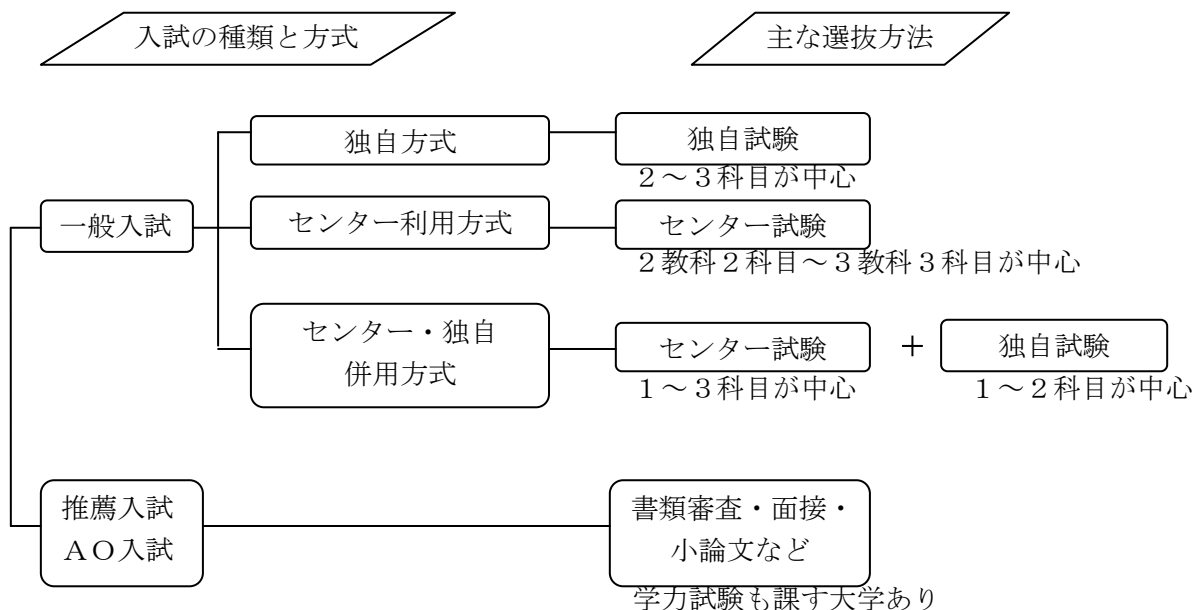 入試の種類と方式
主な選抜方法
独自方式
独自試験
２～３科目が中心
一般入試
センター利用方式
センター試験
２教科２科目～３教科３科目が中心
センター・独自
併用方式
センター試験
＋
独自試験
１～３科目が中心
１～２科目が中心
推薦入試
ＡＯ入試
書類審査・面接・
小論文など
学力試験も課す大学あり